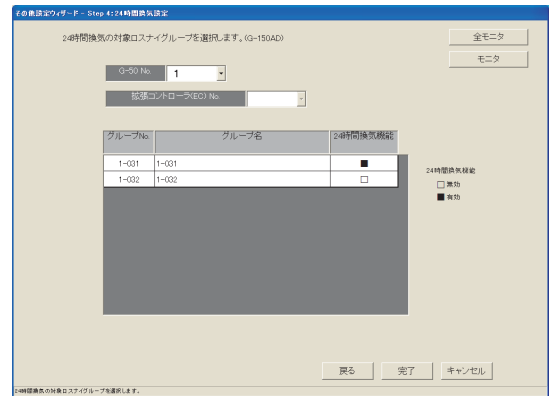 その他設定ウィザード - Step 4:24時間換気設定
24時間換気の対象ロスナイグループを選択します。(G-150AD)
全モニタ
モニタ
G-50 No.
1
拡張コントローラ(EC) No.
グループNo. グループ名 24時間換気機能
1-031 1-031 ■
1-032 1-032 □
24時間換気機能
□ 無効
■ 有効
戻る 完了 キャンセル
24時間換気の対象ロスナイグループを選択します。